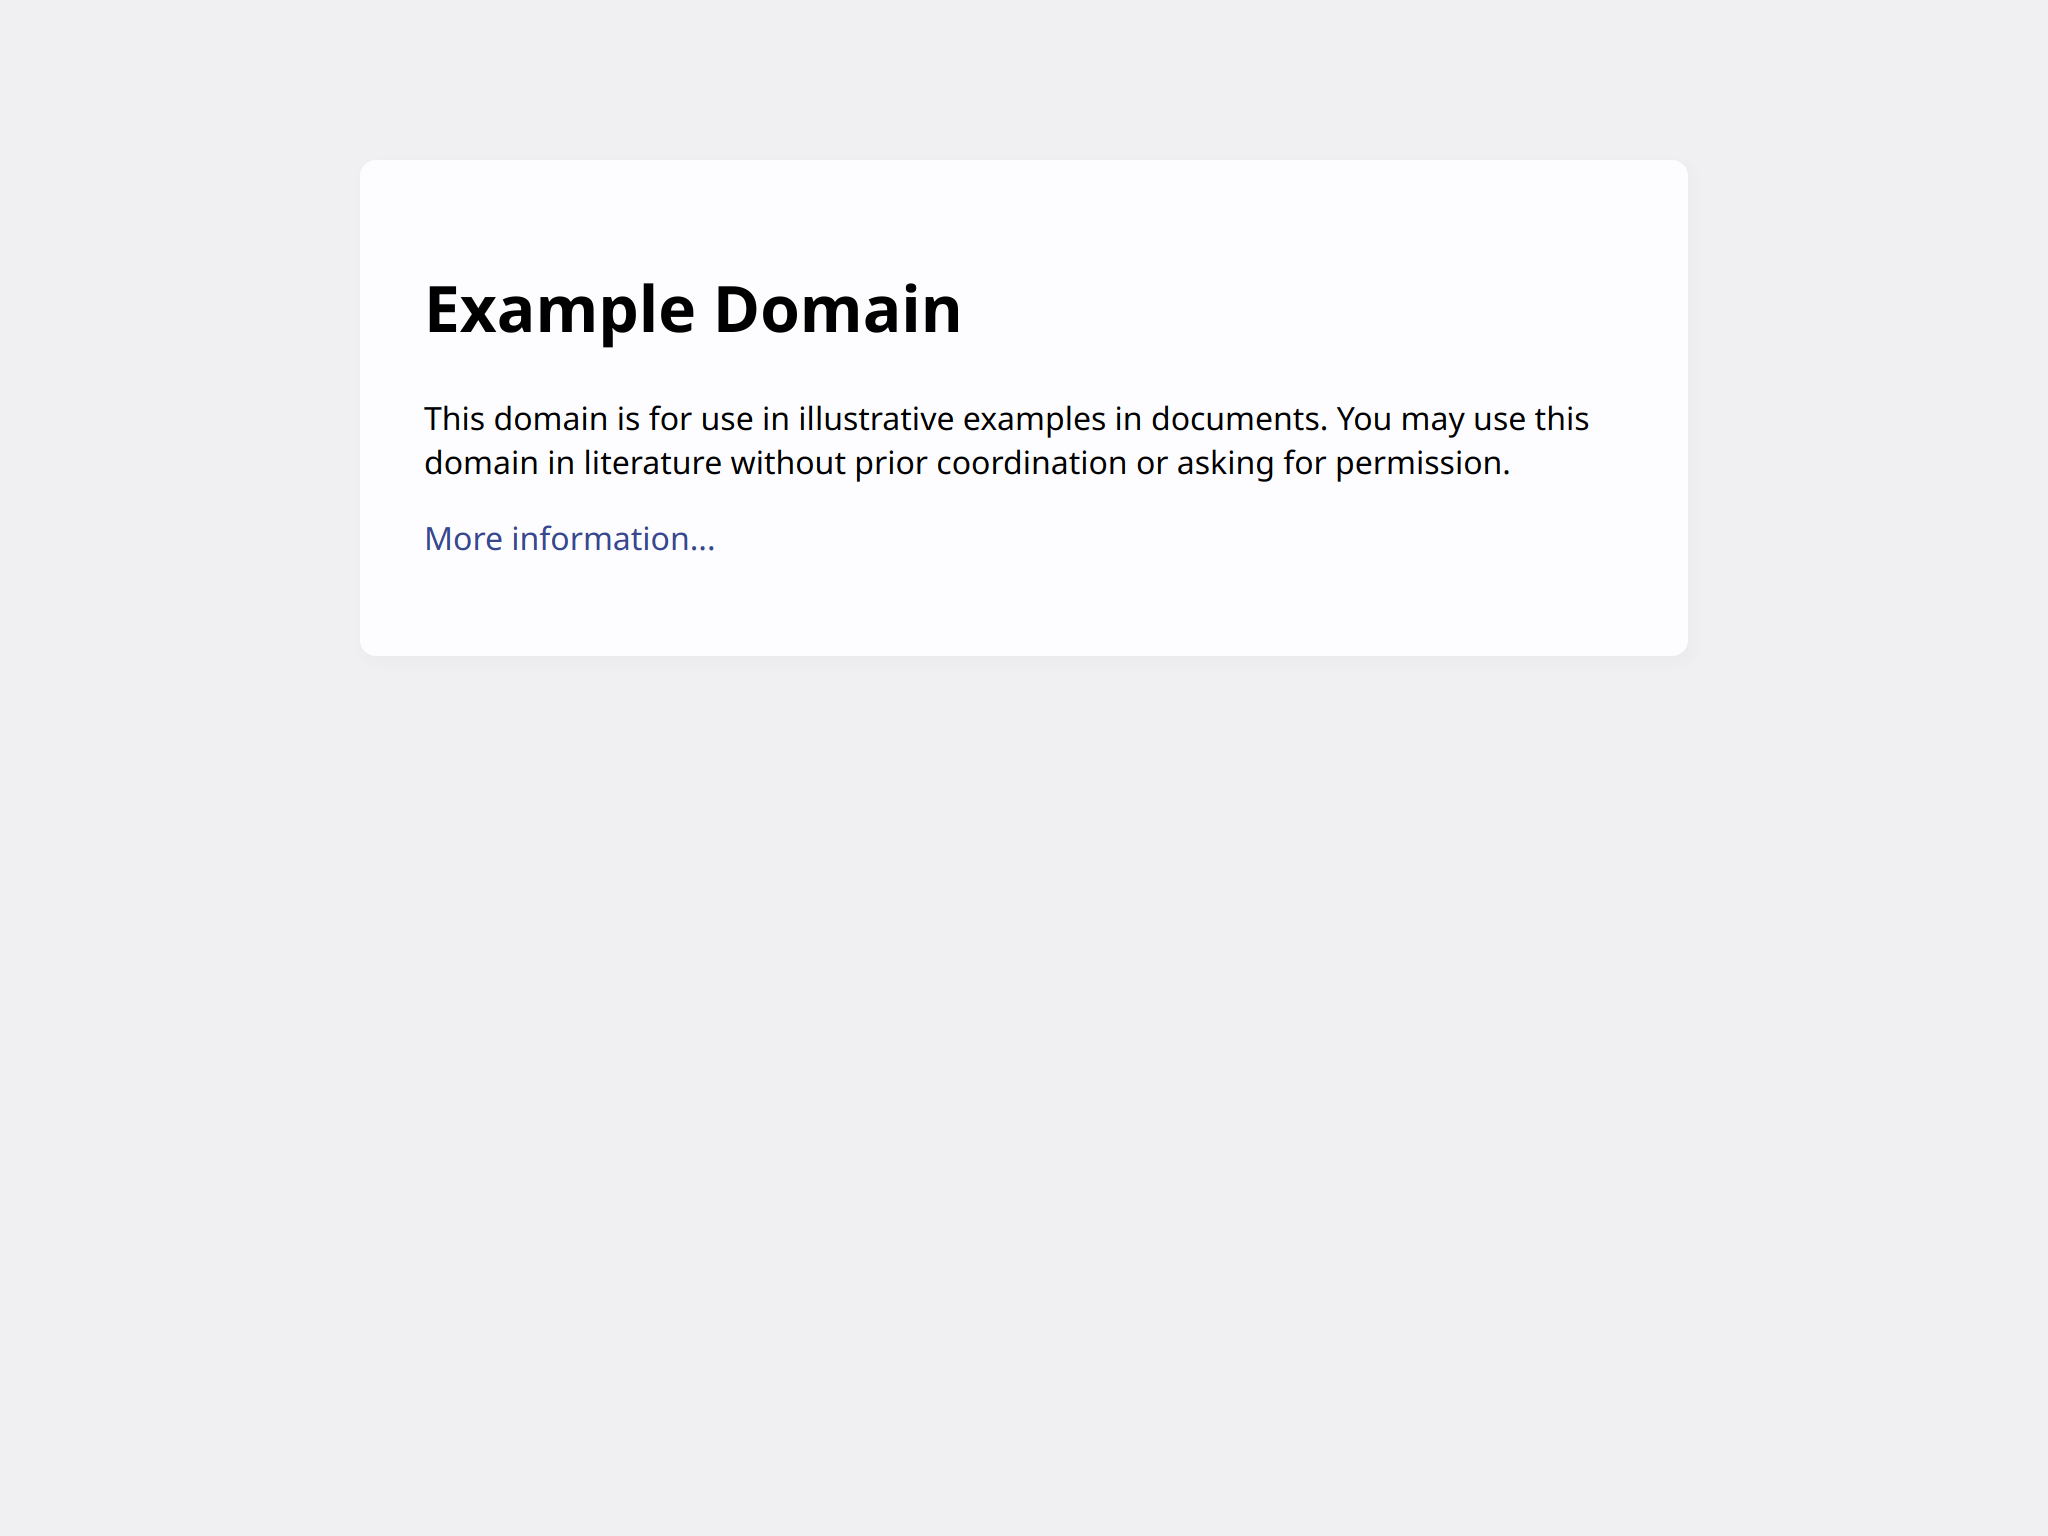 Example Domain
This domain is for use in illustrative examples in documents. You may use this
domain in literature without prior coordination or asking for permission.
More information...